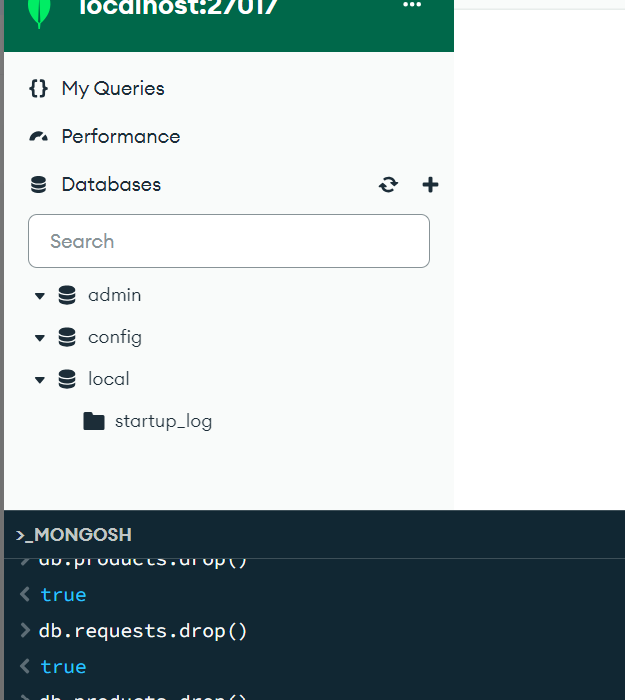 localhost:27017
...
{} My Queries
Performance
Databases
Search
admin
config
local
startup_log
>_MONGOSH
> db.products.drop()
< true
> db.requests.drop()
< true
> db.products.drop()